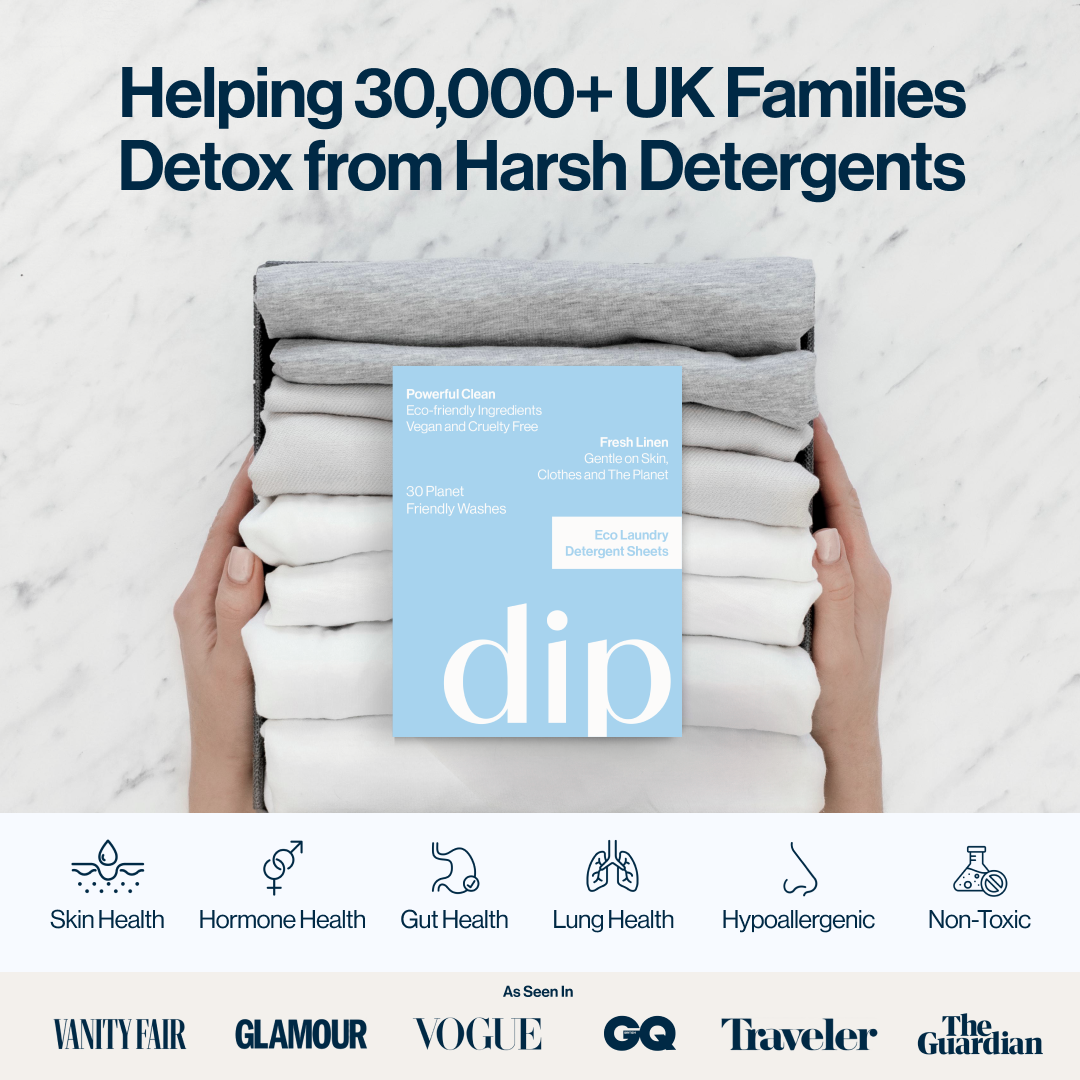 Helping 30,000+ UK Families
Detox from Harsh Detergents
Powerful Clean
Eco-friendly Ingredients
Vegan and Cruelty Free
Fresh Linen
Gentle on Skin,
Clothes and The Planet
30 Planet
Friendly Washes
Eco Laundry
Detergent Sheets
dip
Skin Health
Hormone Health
Gut Health
Lung Health
Hypoallergenic
Non-Toxic
As Seen In
VANITY FAIR
GLAMOUR
VOGUE
GQ
Traveler
The
Guardian